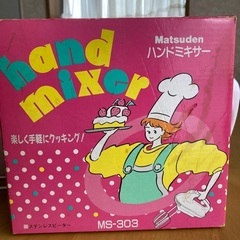 hand
mixer
Matsuden
ハンドミキサー
楽しく手軽にクッキング!
ステンレスビーター
MS-303